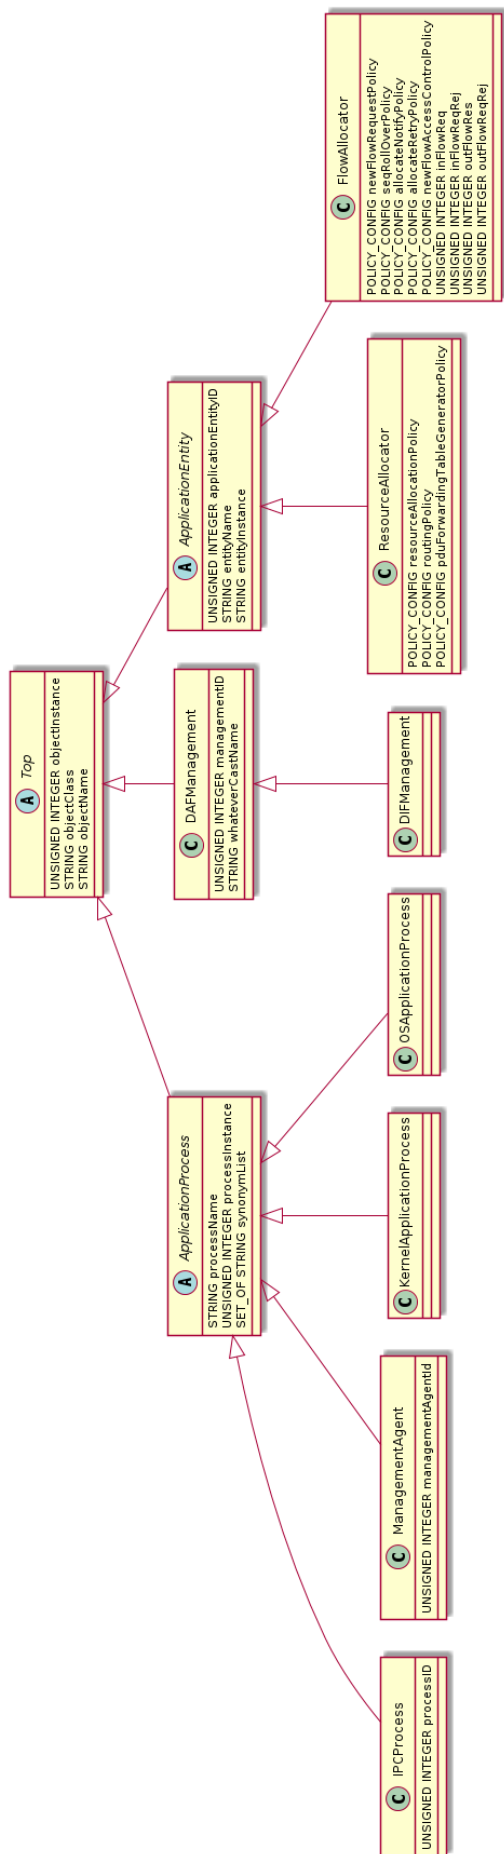 A Top
UNSIGNED INTEGER objectInstance
STRING objectClass
STRING objectName
A ApplicationProcess
STRING processName
UNSIGNED INTEGER processInstance
SET_OF STRING synonymList
C DAFManagement
UNSIGNED INTEGER managementID
STRING whateverCastName
A ApplicationEntity
UNSIGNED INTEGER applicationEntityID
STRING entityName
STRING entityInstance
C IPCProcess
UNSIGNED INTEGER processID
C ManagementAgent
UNSIGNED INTEGER managementAgentId
C KernelApplicationProcess
C OSApplicationProcess
C DIFManagement
C ResourceAllocator
POLICY_CONFIG resourceAllocationPolicy
POLICY_CONFIG routingPolicy
POLICY_CONFIG pduForwardingTableGeneratorPolicy
C FlowAllocator
POLICY_CONFIG newFlowRequestPolicy
POLICY_CONFIG seqRollOverPolicy
POLICY_CONFIG allocateNotifyPolicy
POLICY_CONFIG allocateRetryPolicy
POLICY_CONFIG newFlowAccessControlPolicy
UNSIGNED INTEGER inFlowReq
UNSIGNED INTEGER inFlowReqRej
UNSIGNED INTEGER outFlowRes
UNSIGNED INTEGER outFlowReqRej